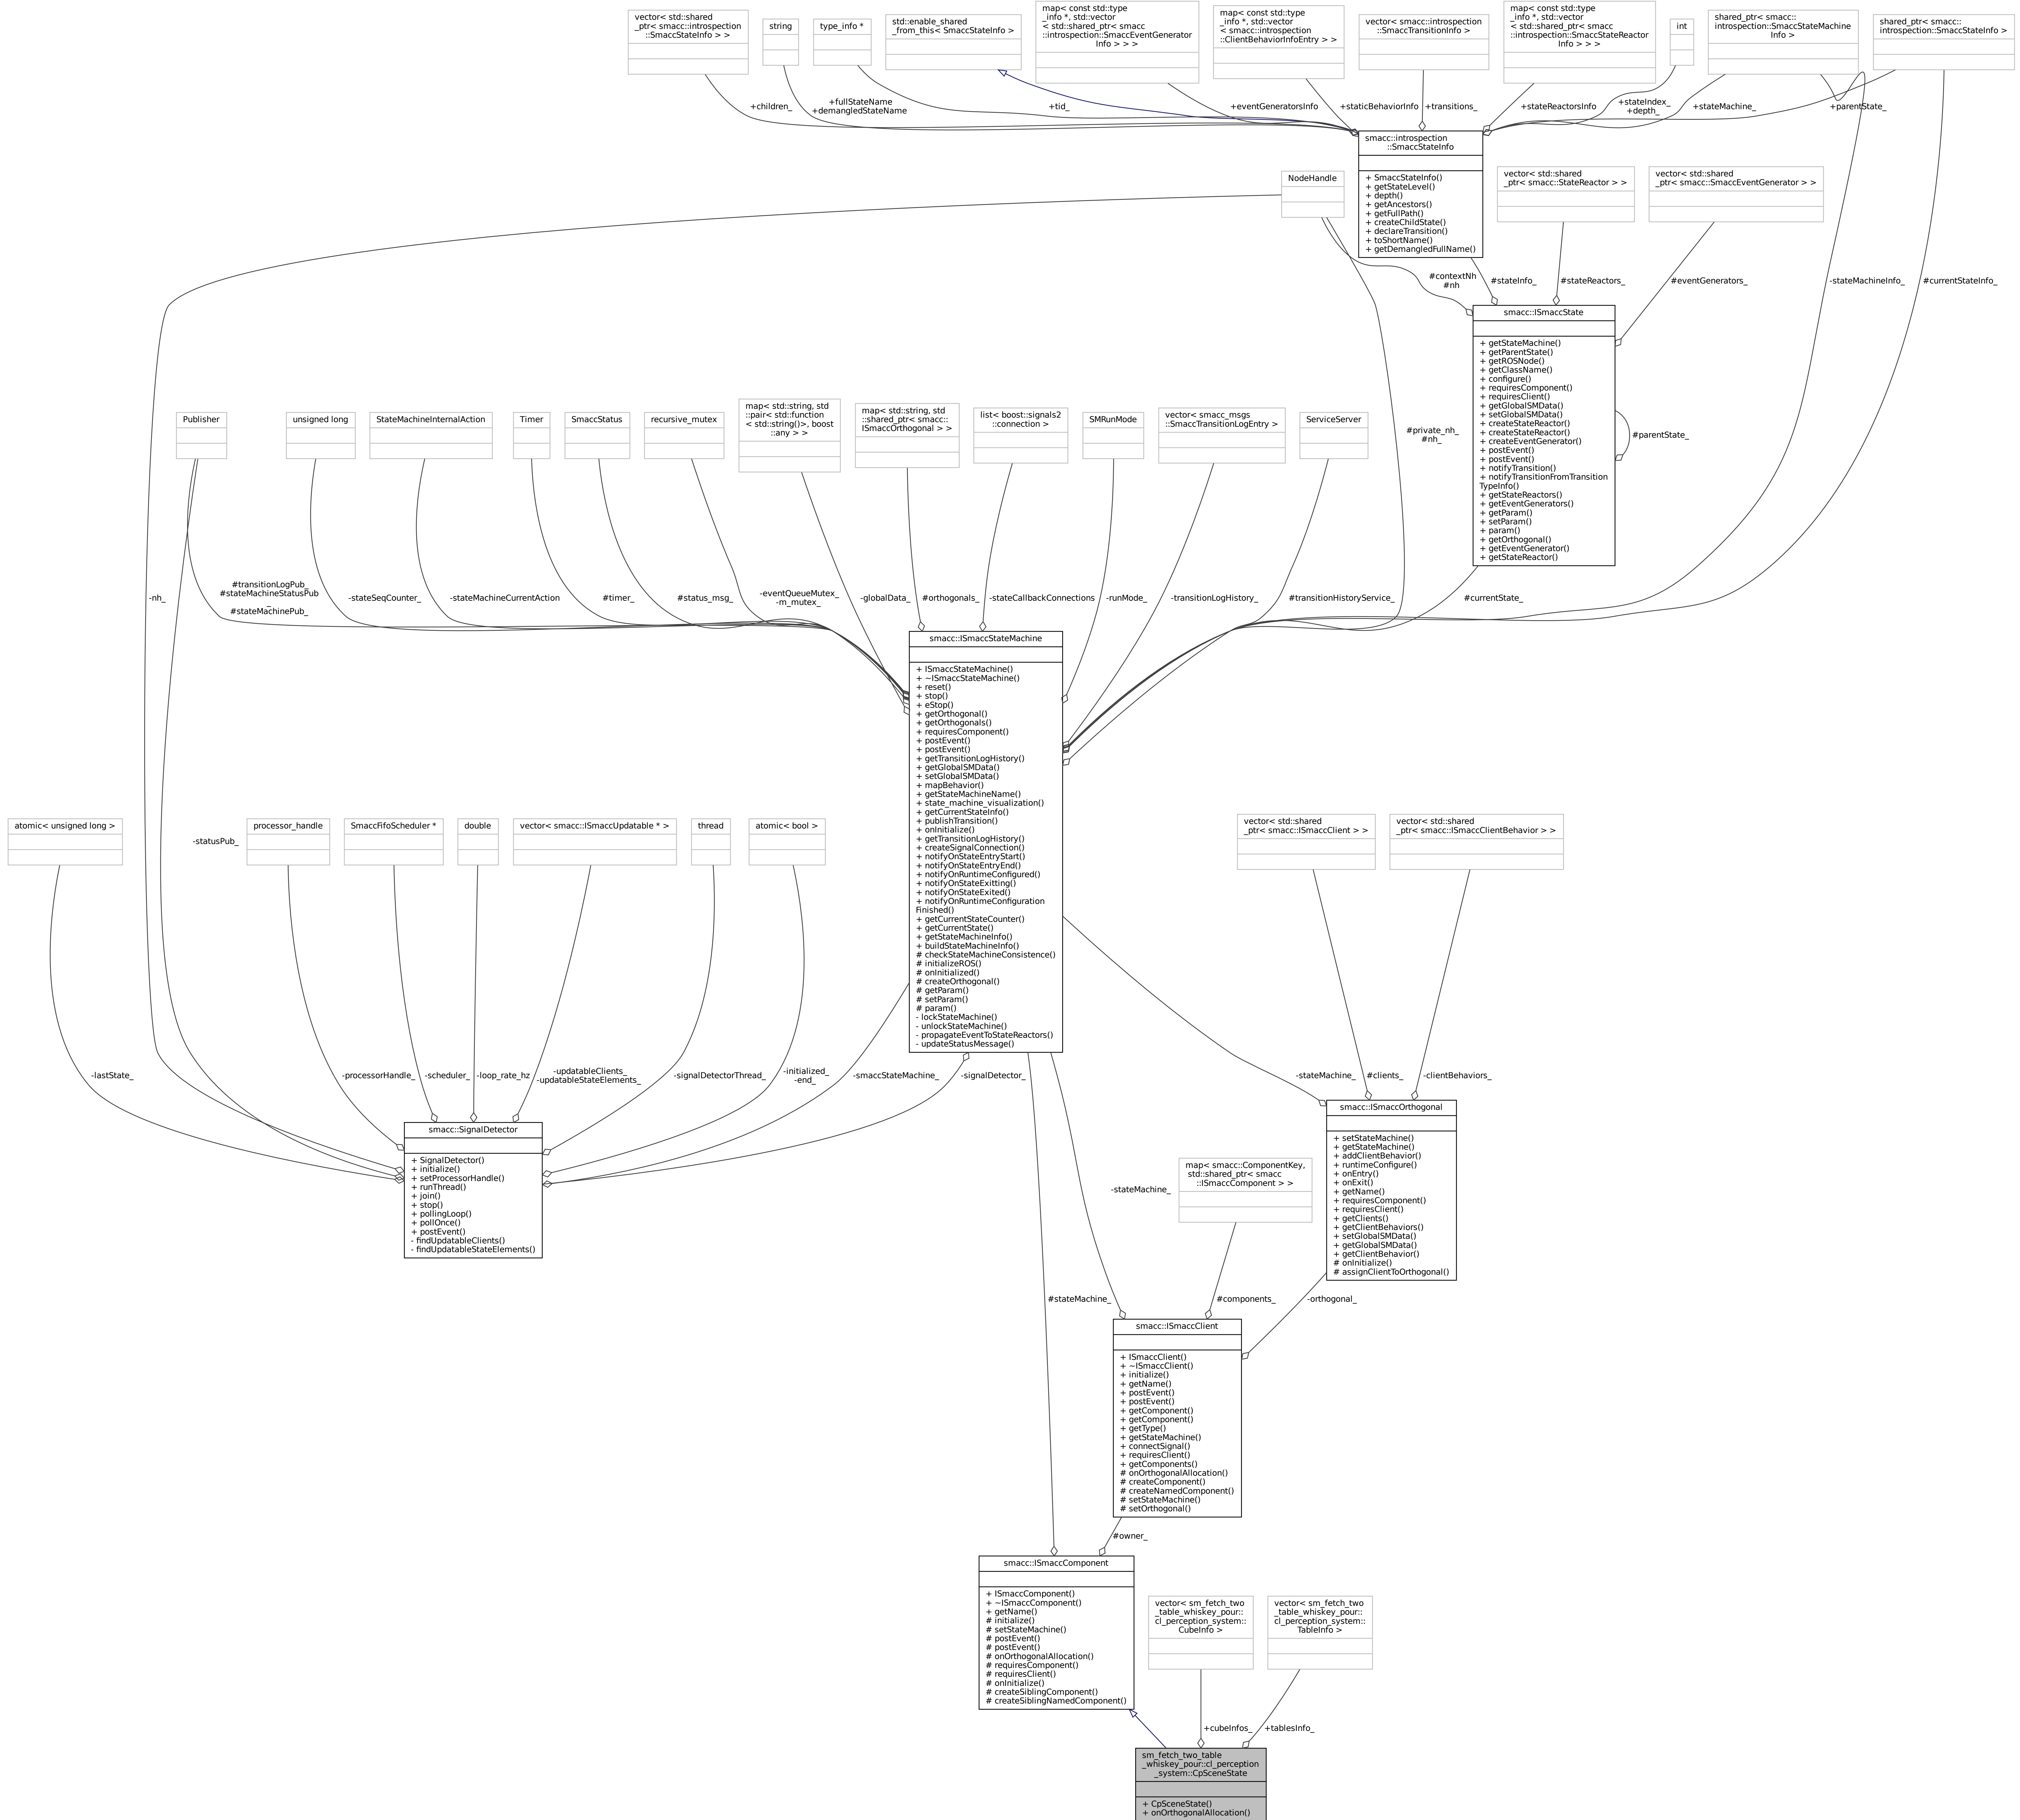 vector< std::shared
_ptr< smacc::introspection
::SmaccStateInfo > >
string
type_info *
std::enable_shared
_from_this< SmaccStateInfo >
map< const std::type
_info *, std::vector
< std::shared_ptr< smacc
::introspection::SmaccEventGenerator
Info > > >
map< const std::type
_info *, std::vector
< smacc::introspection
::ClientBehaviorInfoEntry > >
vector< smacc::introspection
::SmaccTransitionInfo >
map< const std::type
_info *, std::vector
< std::shared_ptr< smacc
::introspection::SmaccStateReactor
Info > > >
int
shared_ptr< smacc::
introspection::SmaccStateMachine
Info >
shared_ptr< smacc::
introspection::SmaccStateInfo >
+children_
+fullStateName
+demangledStateName
+tid_
+eventGeneratorsInfo
+staticBehaviorInfo
+transitions_
+stateReactorsInfo
+stateIndex_
+depth_
+stateMachine_
+parentState_
smacc::introspection
::SmaccStateInfo
+ SmaccStateInfo()
+ getStateLevel()
+ depth()
+ getAncestors()
+ getFullPath()
+ createChildState()
+ declareTransition()
+ toShortName()
+ getDemangledFullName()
NodeHandle
vector< std::shared
_ptr< smacc::StateReactor > >
vector< std::shared
_ptr< smacc::SmaccEventGenerator > >
#contextNh
#nh
#stateInfo_
#stateReactors_
#eventGenerators_
-stateMachineInfo_
#currentStateInfo_
smacc::ISmaccState
+ getStateMachine()
+ getParentState()
+ getROSNode()
+ getClassName()
+ configure()
+ requiresComponent()
+ requiresClient()
+ getGlobalSMData()
+ setGlobalSMData()
+ createStateReactor()
+ createStateReactor()
+ createEventGenerator()
+ postEvent()
+ postEvent()
+ notifyTransition()
+ notifyTransitionFromTransition
TypeInfo()
+ getStateReactors()
+ getEventGenerators()
+ getParam()
+ setParam()
+ param()
+ getOrthogonal()
+ getEventGenerator()
+ getStateReactor()
#parentState_
Publisher
unsigned long
StateMachineInternalAction
Timer
SmaccStatus
recursive_mutex
map< std::string, std
::pair< std::function
< std::string()>, boost
::any > >
map< std::string, std
::shared_ptr< smacc::
ISmaccOrthogonal > >
list< boost::signals2
::connection >
SMRunMode
vector< smacc_msgs
::SmaccTransitionLogEntry >
ServiceServer
#private_nh_
#nh_
-nh_
#transitionLogPub_
#stateMachineStatusPub
_
#stateMachinePub_
-stateSeqCounter_
-stateMachineCurrentAction
#timer_
#status_msg_
-eventQueueMutex_
-m_mutex_
-globalData_
#orthogonals_
-stateCallbackConnections
-runMode_
-transitionLogHistory_
#transitionHistoryService_
#currentState_
smacc::ISmaccStateMachine
+ ISmaccStateMachine()
+ ~ISmaccStateMachine()
+ reset()
+ stop()
+ eStop()
+ getOrthogonal()
+ getOrthogonals()
+ requiresComponent()
+ postEvent()
+ postEvent()
+ getTransitionLogHistory()
+ getGlobalSMData()
+ setGlobalSMData()
+ mapBehavior()
+ getStateMachineName()
+ state_machine_visualization()
+ getCurrentStateInfo()
+ publishTransition()
+ onInitialize()
+ getTransitionLogHistory()
+ createSignalConnection()
+ notifyOnStateEntryStart()
+ notifyOnStateEntryEnd()
+ notifyOnRuntimeConfigured()
+ notifyOnStateExitting()
+ notifyOnStateExited()
+ notifyOnRuntimeConfiguration
Finished()
+ getCurrentStateCounter()
+ getCurrentState()
+ getStateMachineInfo()
+ buildStateMachineInfo()
# checkStateMachineConsistence()
# initializeROS()
# onInitialized()
# createOrthogonal()
# getParam()
# setParam()
# param()
- lockStateMachine()
- unlockStateMachine()
- propagateEventToStateReactors()
- updateStatusMessage()
atomic< unsigned long >
-statusPub_
processor_handle
SmaccFifoScheduler *
double
vector< smacc::ISmaccUpdatable * >
thread
atomic< bool >
vector< std::shared
_ptr< smacc::ISmaccClient > >
vector< std::shared
_ptr< smacc::ISmaccClientBehavior > >
-lastState_
-processorHandle_
-scheduler_
-loop_rate_hz
-updatableClients_
-updatableStateElements_
-signalDetectorThread_
-initialized_
-end_
-smaccStateMachine_
-signalDetector_
-stateMachine_
#clients_
-clientBehaviors_
smacc::SignalDetector
+ SignalDetector()
+ initialize()
+ setProcessorHandle()
+ runThread()
+ join()
+ stop()
+ pollingLoop()
+ pollOnce()
+ postEvent()
- findUpdatableClients()
- findUpdatableStateElements()
smacc::ISmaccOrthogonal
+ setStateMachine()
+ getStateMachine()
+ addClientBehavior()
+ runtimeConfigure()
+ onEntry()
+ onExit()
+ getName()
+ requiresComponent()
+ requiresClient()
+ getClients()
+ getClientBehaviors()
+ setGlobalSMData()
+ getGlobalSMData()
+ getClientBehavior()
# onInitialize()
# assignClientToOrthogonal()
map< smacc::ComponentKey,
std::shared_ptr< smacc
::ISmaccComponent > >
-stateMachine_
#stateMachine_
#components_
-orthogonal_
smacc::ISmaccClient
+ ISmaccClient()
+ ~ISmaccClient()
+ initialize()
+ getName()
+ postEvent()
+ postEvent()
+ getComponent()
+ getComponent()
+ getType()
+ getStateMachine()
+ connectSignal()
+ requiresClient()
+ getComponents()
# onOrthogonalAllocation()
# createComponent()
# createNamedComponent()
# setStateMachine()
# setOrthogonal()
#owner_
smacc::ISmaccComponent
+ ISmaccComponent()
+ ~ISmaccComponent()
+ getName()
# initialize()
# setStateMachine()
# postEvent()
# postEvent()
# onOrthogonalAllocation()
# requiresComponent()
# requiresClient()
# onInitialize()
# createSiblingComponent()
# createSiblingNamedComponent()
vector< sm_fetch_two
_table_whiskey_pour::
cl_perception_system::
CubeInfo >
vector< sm_fetch_two
_table_whiskey_pour::
cl_perception_system::
TableInfo >
+cubeInfos_
+tablesInfo_
sm_fetch_two_table
_whiskey_pour::cl_perception
_system::CpSceneState
+ CpSceneState()
+ onOrthogonalAllocation()